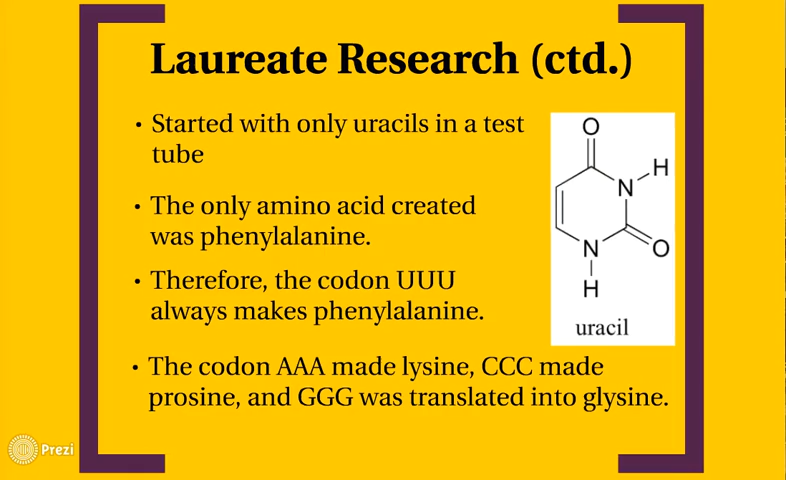 Laureate Research (ctd.)
• Started with only uracils in a test
tube
• The only amino acid created
was phenylalanine.
• Therefore, the codon UUU
always makes phenylalanine.
• The codon AAA made lysine, CCC made
prosine, and GGG was translated into glysine.
O
H
N
O
N
H
uracil
Prezi